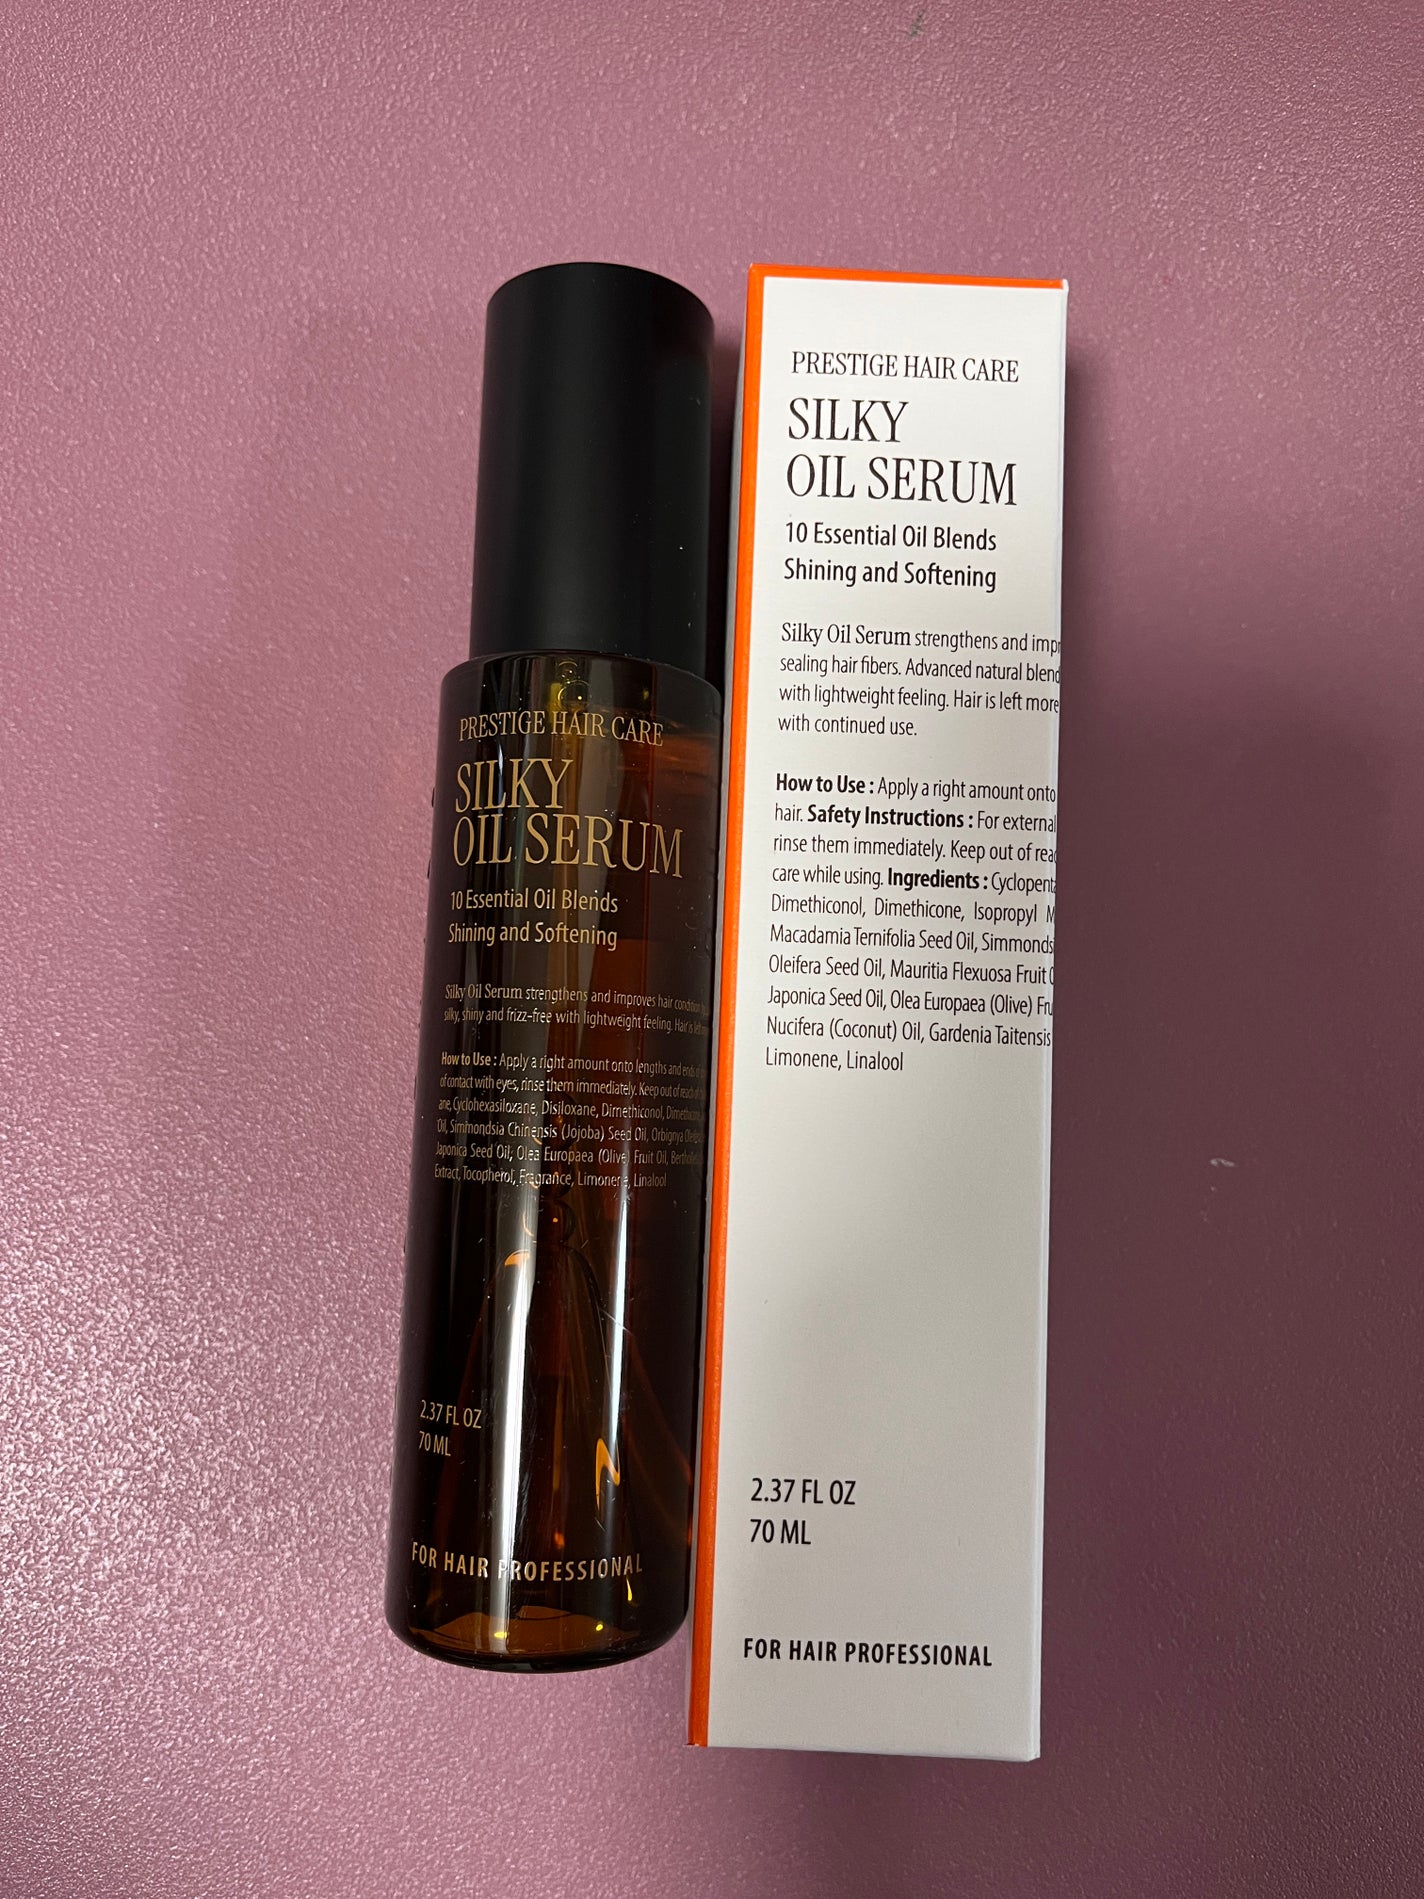 PRESTIGE HAIR CARE
SILKY
OIL SERUM
10 Essential Oil Blends
Shining and Softening
Silky Oil Serum strengthens and improves hair condition
silky, shiny and frizz-free with lightweight feeling. Hair is left
How to Use : Apply a right amount onto lengths and ends
of contact with eyes, rinse them immediately. Keep out of reach of
ane, Cyclohexasiloxane, Disiloxane, Dimethiconol,
Oil, Simmondsia Chinensis (Jojoba) Seed Oil, Orbignya
Japonica Seed Oil, Olea Europaea (Olive) Fruit Oil,
Extract, Tocopherol, Fragrance, Limonene, Linalool
2.37 FL OZ
70 ML
FOR HAIR PROFESSIONAL
PRESTIGE HAIR CARE
SILKY
OIL SERUM
10 Essential Oil Blends
Shining and Softening
Silky Oil Serum strengthens and impr
sealing hair fibers. Advanced natural blend
with lightweight feeling. Hair is left more
with continued use.
How to Use : Apply a right amount onto
hair. Safety Instructions : For external
rinse them immediately. Keep out of reac
care while using. Ingredients : Cyclopenta
Dimethiconol, Dimethicone, Isopropyl M
Macadamia Ternifolia Seed Oil, Simmonds
Oleifera Seed Oil, Mauritia Flexuosa Fruit
Japonica Seed Oil, Olea Europaea (Olive) Fru
Nucifera (Coconut) Oil, Gardenia Taitensis
Limonene, Linalool
2.37 FL OZ
70 ML
FOR HAIR PROFESSIONAL